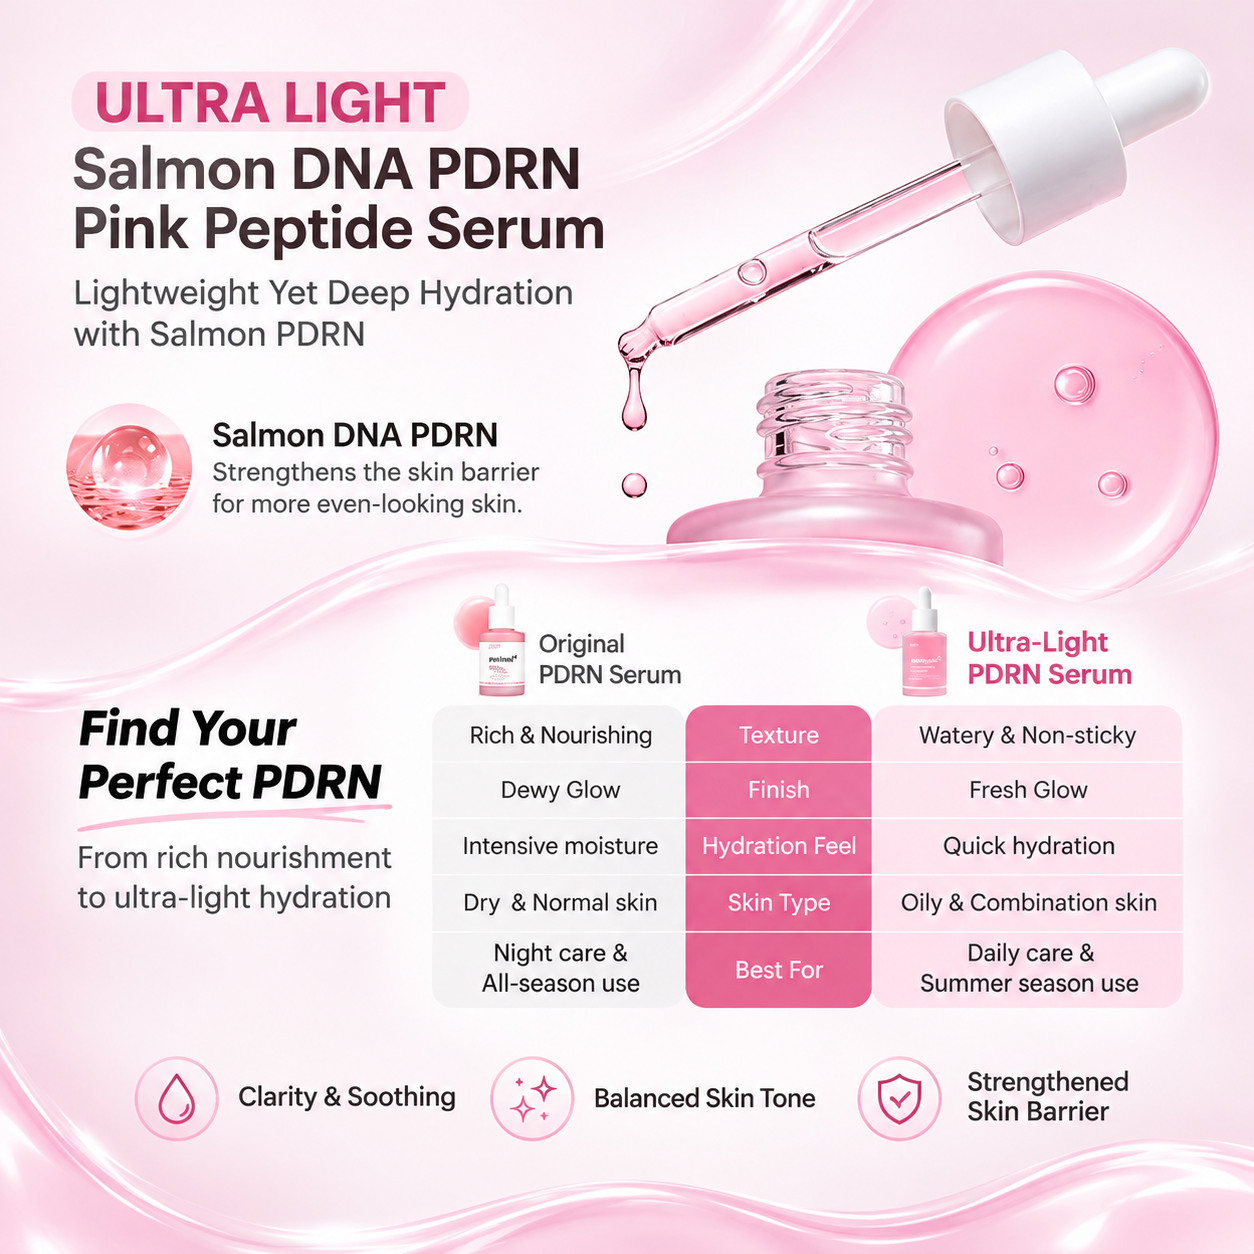 ULTRA LIGHT
Salmon DNA PDRN
Pink Peptide Serum
Lightweight Yet Deep Hydration
with Salmon PDRN
Salmon DNA PDRN
Strengthens the skin barrier
for more even-looking skin.
Find Your
Perfect PDRN
From rich nourishment
to ultra-light hydration
Original
PDRN Serum
Ultra-Light
PDRN Serum
Rich & Nourishing Texture Watery & Non-sticky
Dewy Glow Finish Fresh Glow
Intensive moisture Hydration Feel Quick hydration
Dry & Normal skin Skin Type Oily & Combination skin
Night care &
All-season use
Best For
Daily care &
Summer season use
Clarity & Soothing
Balanced Skin Tone
Strengthened
Skin Barrier